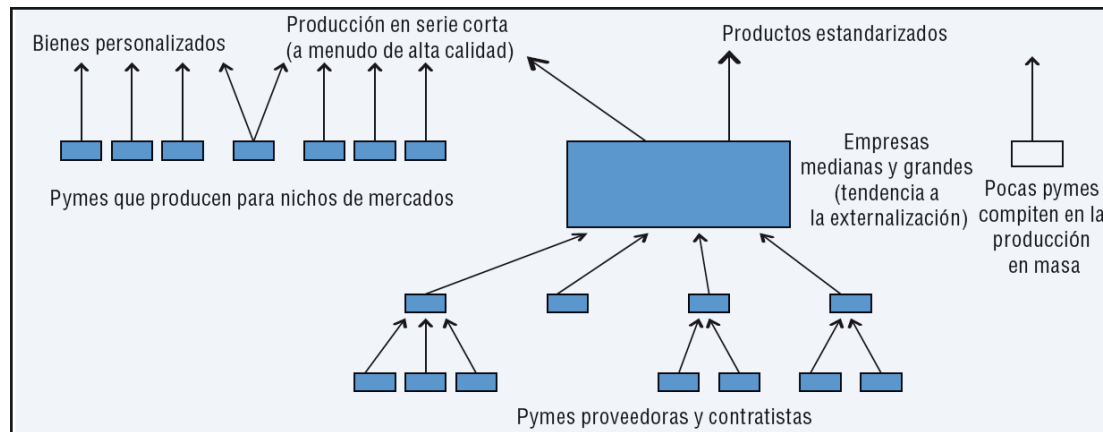 Bienes personalizados
Producción en serie corta
(a menudo de alta calidad)
Productos estandarizados
Pymes que producen para nichos de mercados
Empresas
medianas y grandes
(tendencia a
la externalización)
Pocas pymes
compiten en la
producción
en masa
Pymes proveedoras y contratistas